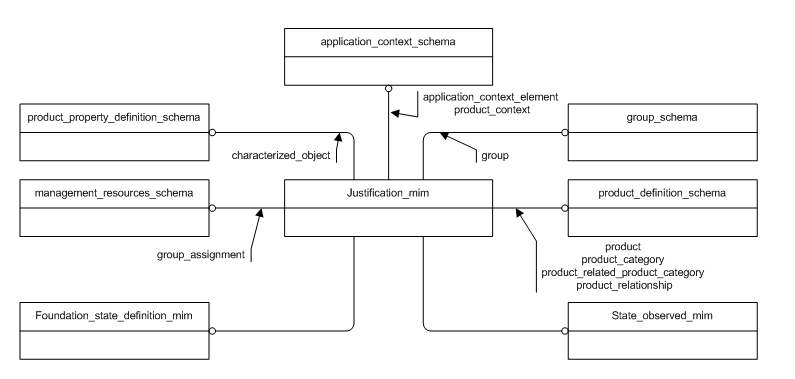 application_context_schema
application_context_element
product_context
product_property_definition_schema
group_schema
characterized_object
group
management_resources_schema
Justification_mim
product_definition_schema
group_assignment
product
product_category
product_related_product_category
product_relationship
Foundation_state_definition_mim
State_observed_mim